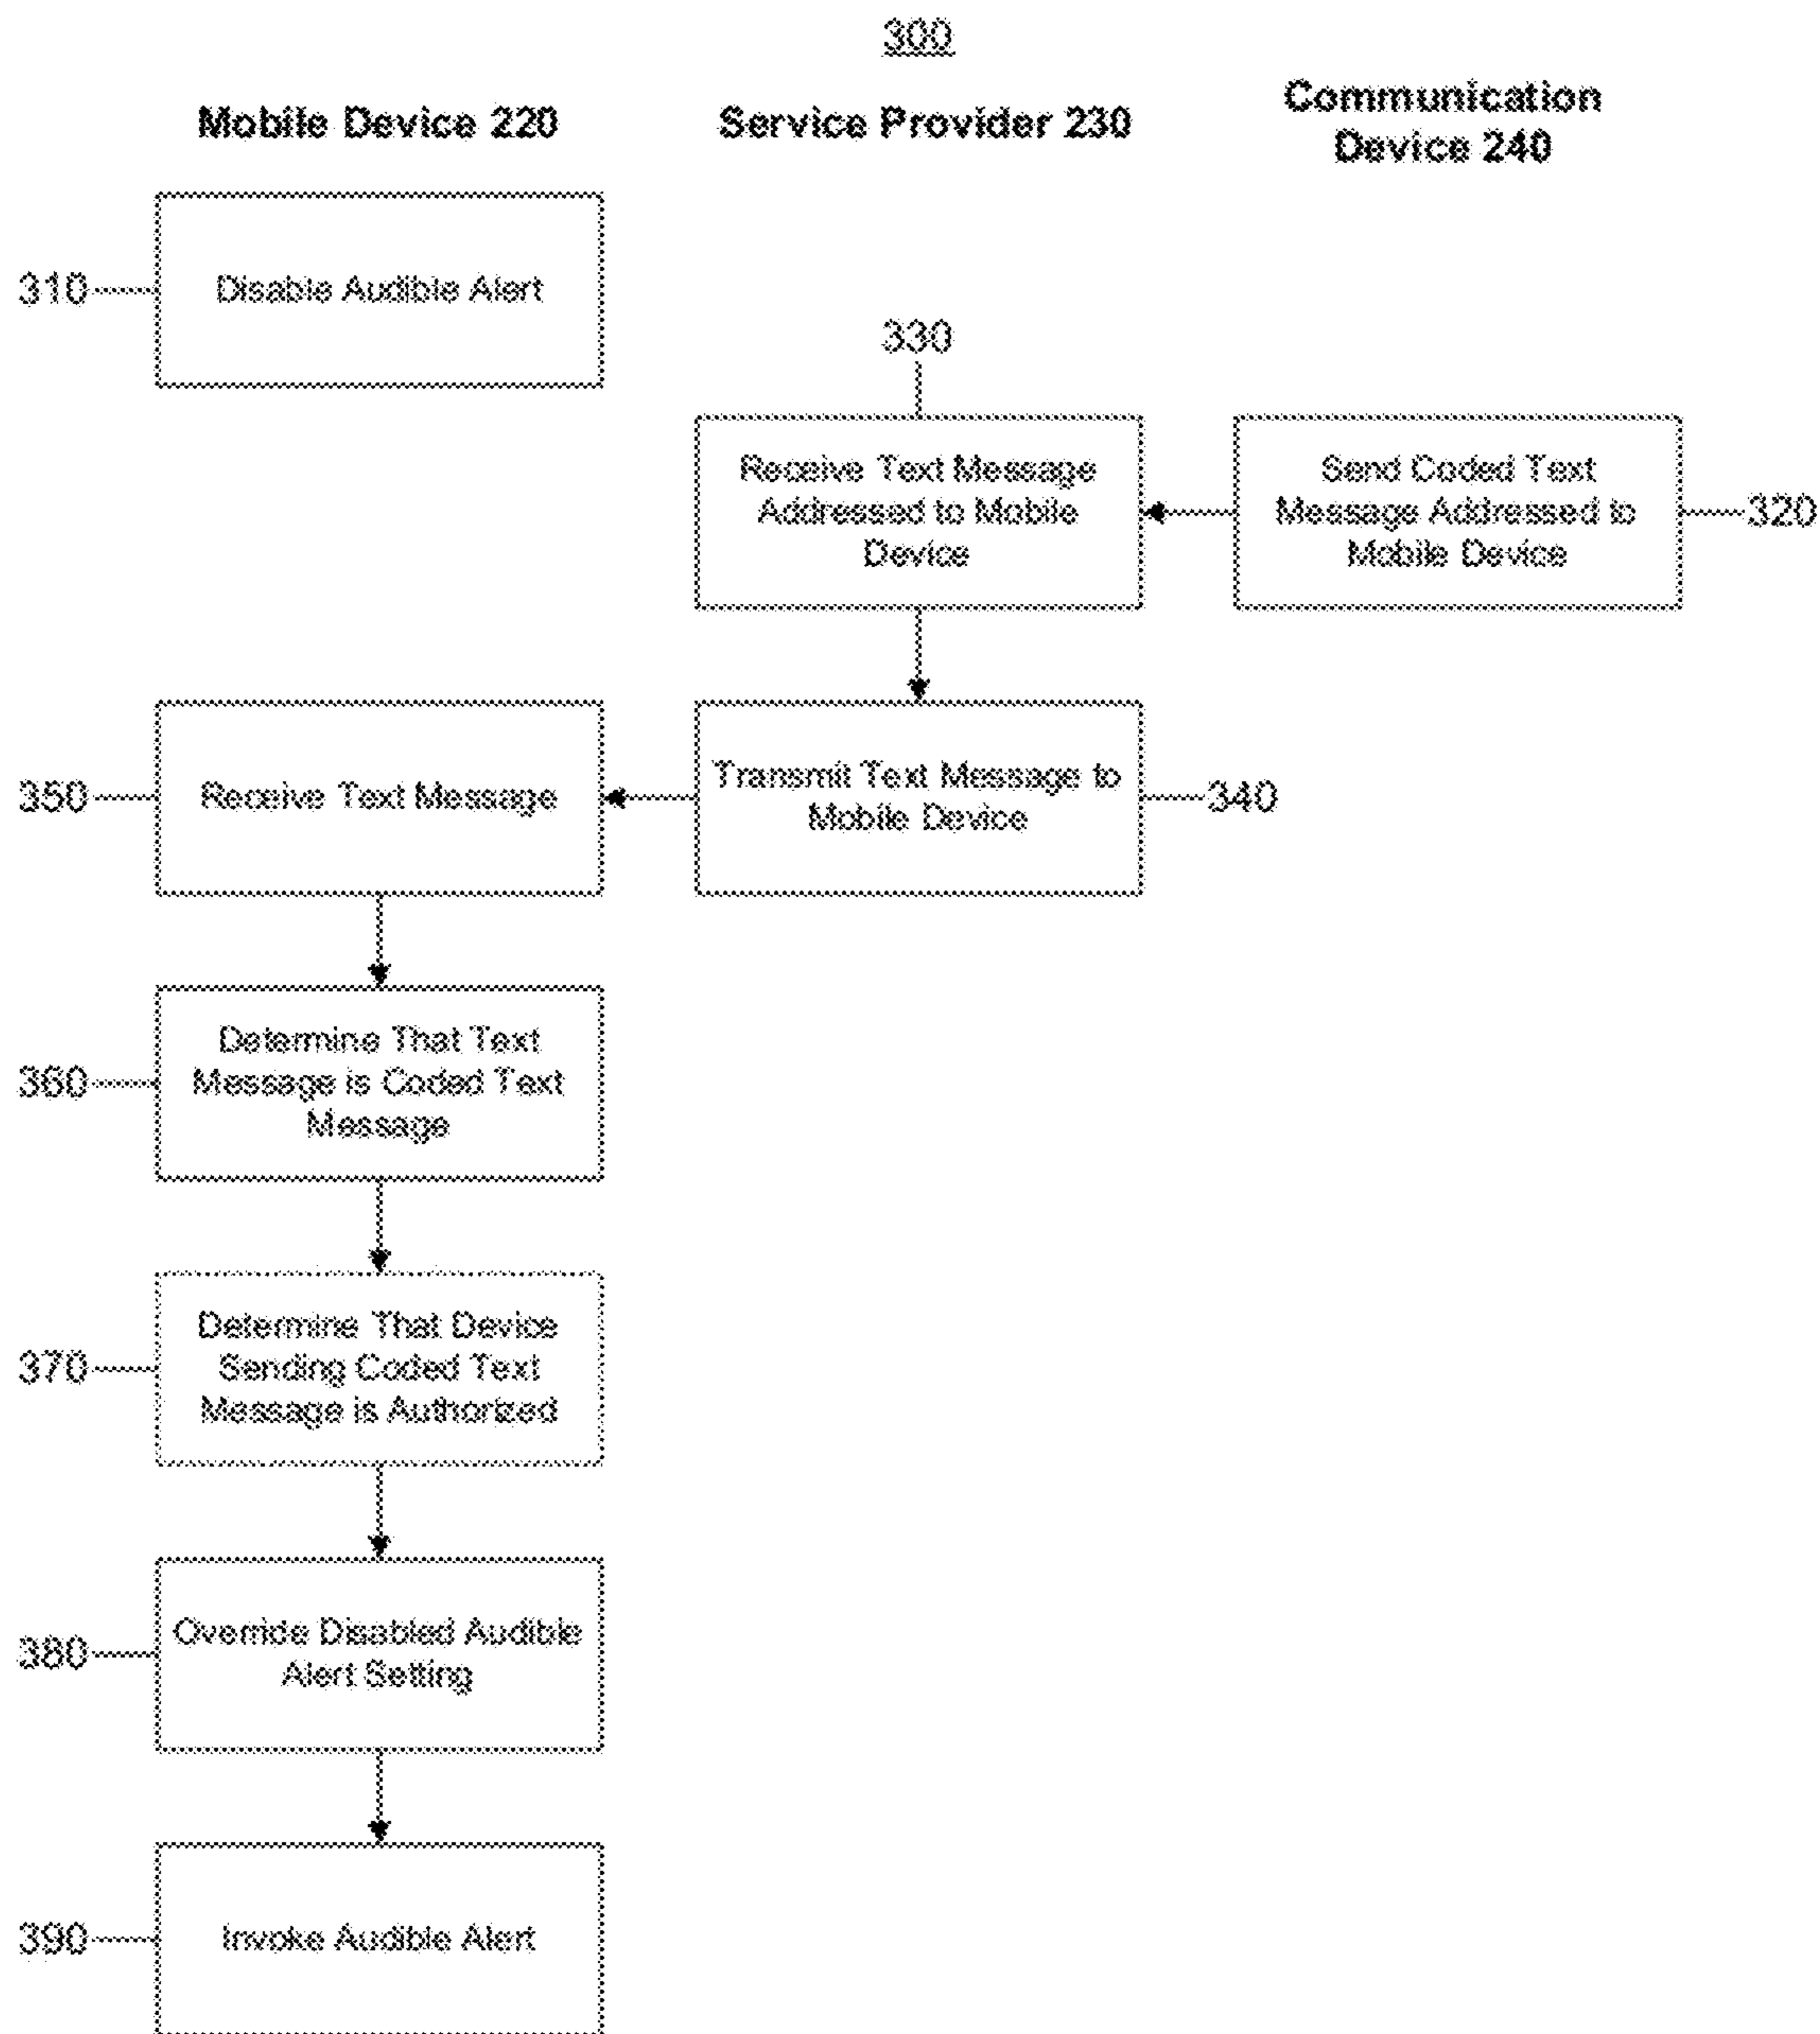 300
Mobile Device 220
Service Provider 230
Communication
Device 240
310
Disable Audible Alert
330
Receive Text Message
Addressed to Mobile
Device
Send Coded Text
Message Addressed to
Mobile Device
320
350
Receive Text Message
Transmit Text Message to
Mobile Device
340
360
Determine That Text
Message is Coded Text
Message
370
Determine That Device
Sending Coded Text
Message is Authorized
380
Override Disabled Audible
Alert Setting
390
Invoke Audible Alert